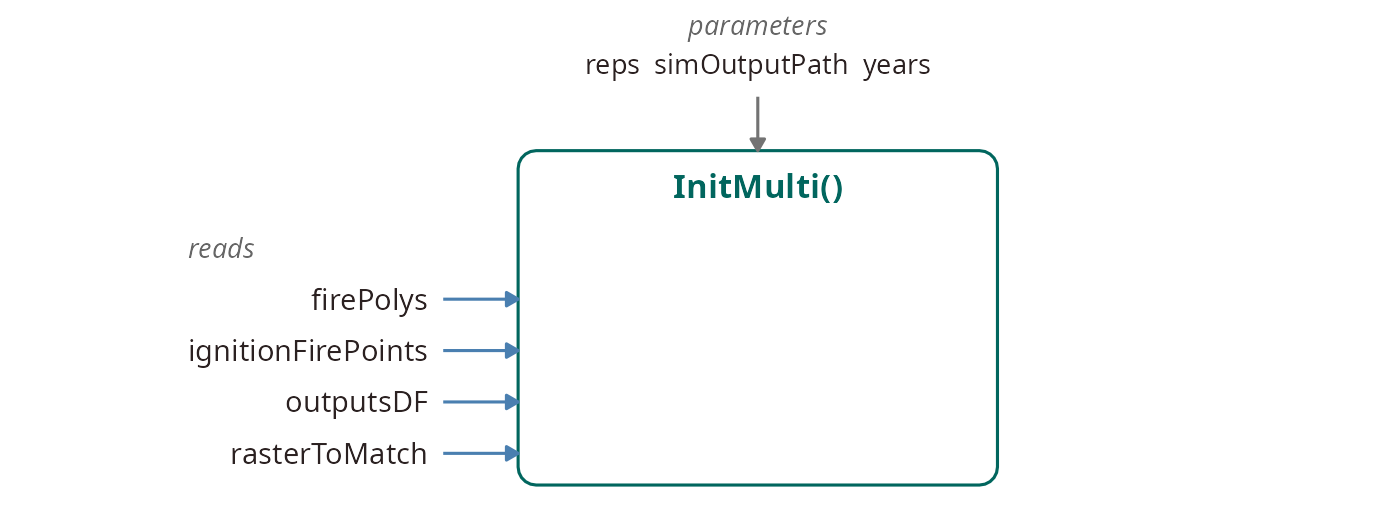 parameters
reps simOutputPath years
InitMulti()
reads
firePolys
ignitionFirePoints
outputsDF
rasterToMatch